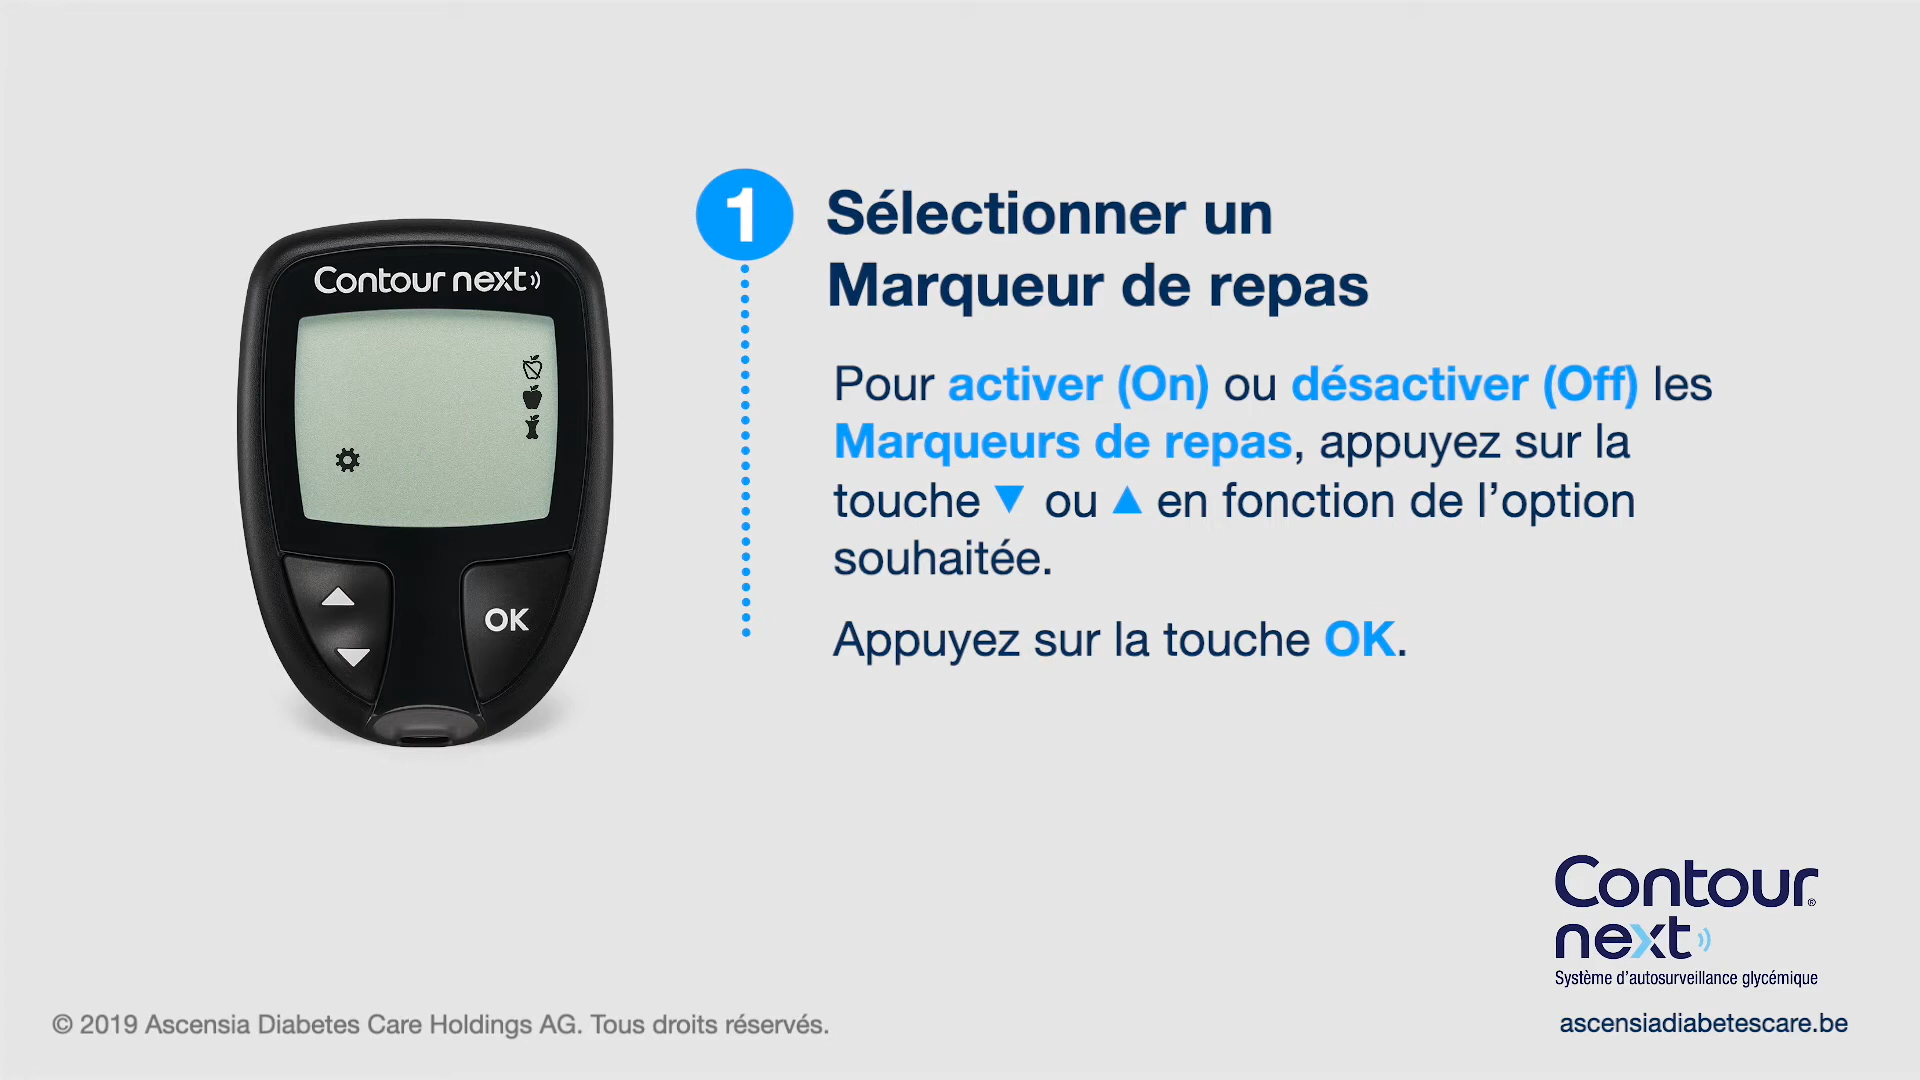 Contour next
OK
1
Sélectionner un
Marqueur de repas
Pour activer (On) ou désactiver (Off) les
Marqueurs de repas, appuyez sur la
touche ▼ ou ▲ en fonction de l’option
souhaitée.
Appuyez sur la touche OK.
Contour®
next
Système d’autosurveillance glycémique
© 2019 Ascensia Diabetes Care Holdings AG. Tous droits réservés.
ascensiadiabetescare.be